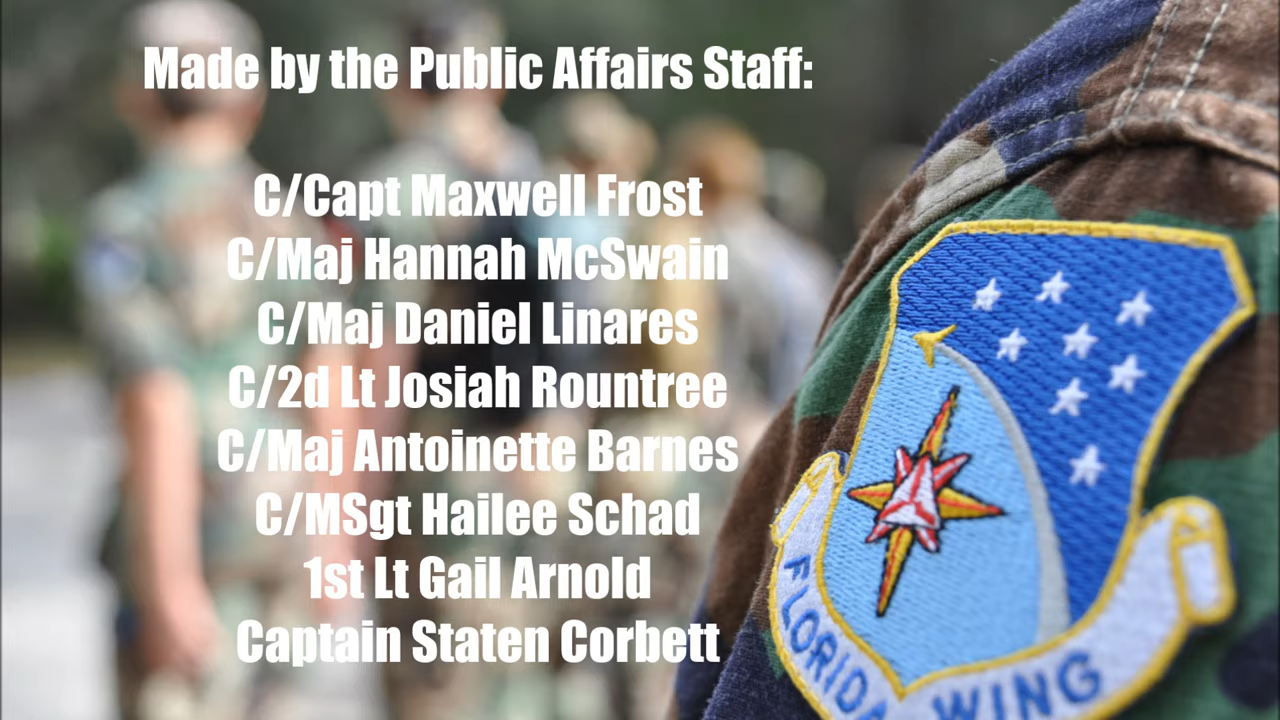 Made by the Public Affairs Staff:
C/Capt Maxwell Frost
C/Maj Hannah McSwain
C/Maj Daniel Linares
C/2d Lt Josiah Rountree
C/Maj Antoinette Barnes
C/MSgt Hailee Schad
1st Lt Gail Arnold
Captain Staten Corbett
FLORIDA WING